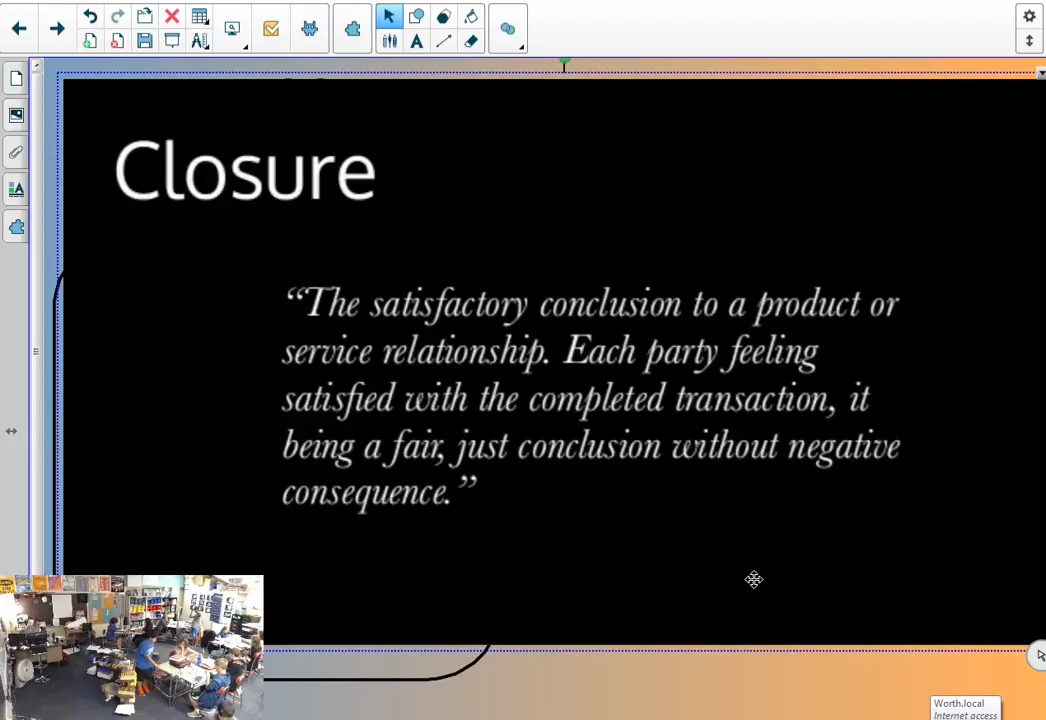 Closure
“The satisfactory conclusion to a product or
service relationship. Each party feeling
satisfied with the completed transaction, it
being a fair, just conclusion without negative
consequence.”
Worth.local
Internet access